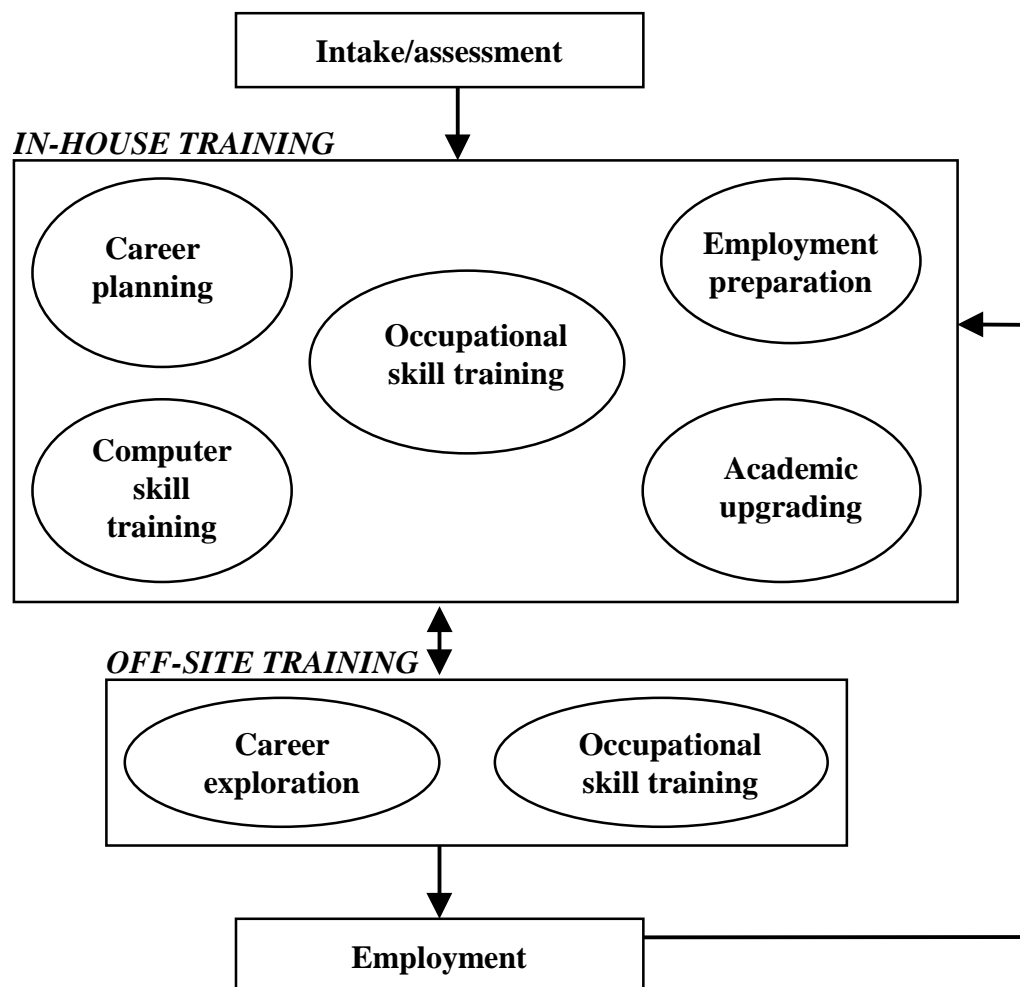 Intake/assessment
IN-HOUSE TRAINING
Career
planning
Employment
preparation
Occupational
skill training
Computer
skill
training
Academic
upgrading
OFF-SITE TRAINING
Career
exploration
Occupational
skill training
Employment